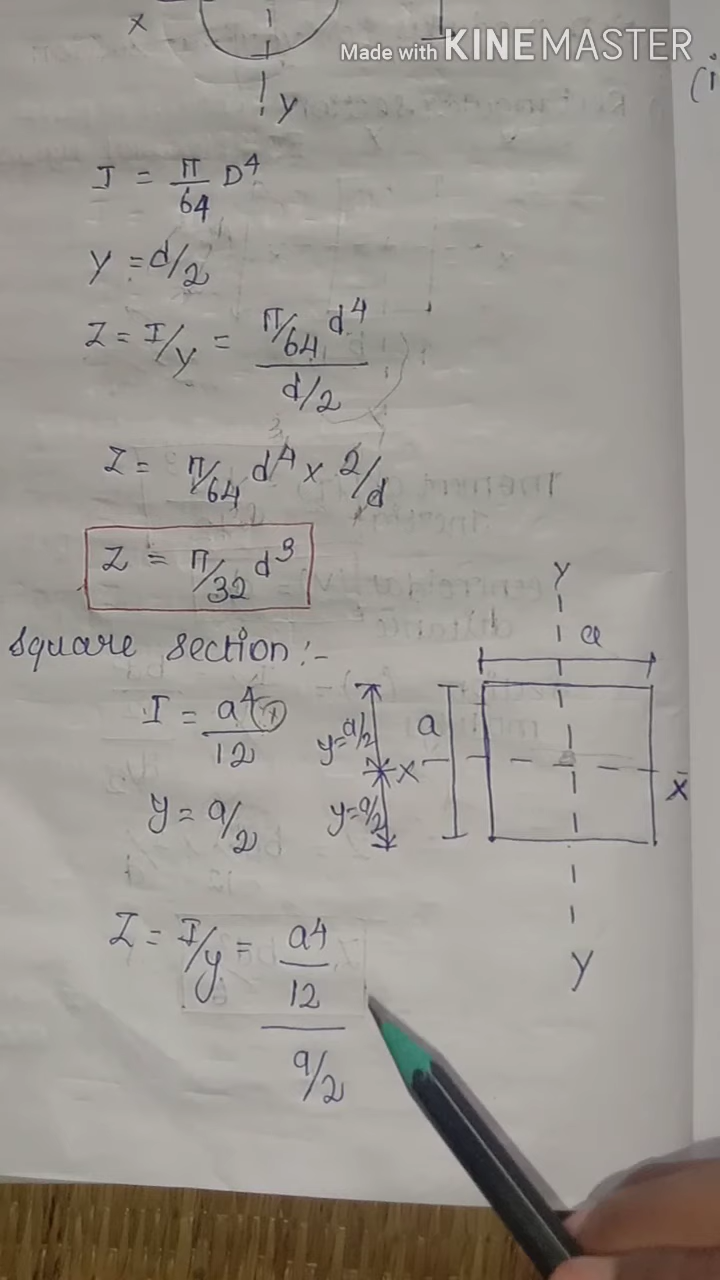 Made with KINEMASTER
X
Y
(i
I = π/64 D⁴
Y = d/2
Z = I/Y = π/64 d⁴ / d/2
Z = π/64 d⁴ × 2/d
Z = π/32 d³
Square section :-
Y
a
I = a⁴/12
y=a/2
a
X
X
y = a/2
y=a/2
Z = I/y = a⁴/12 / a/2
Y